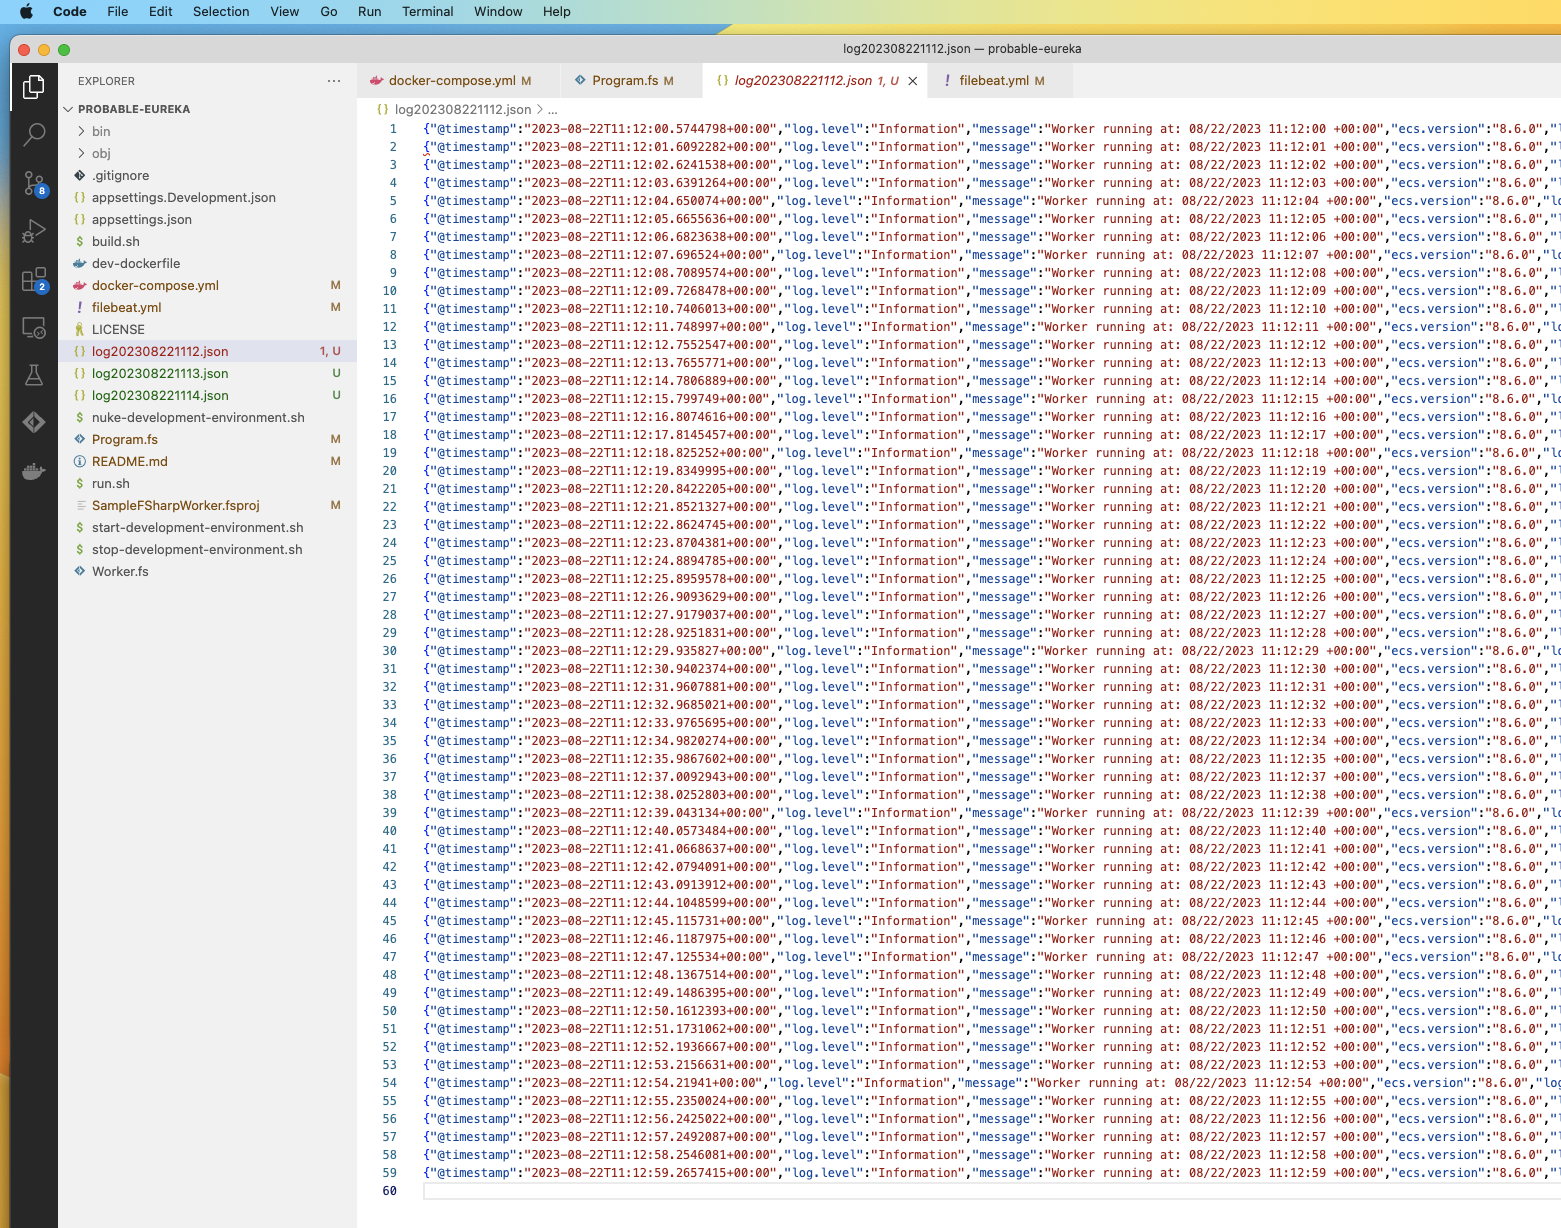 Code File Edit Selection View Go Run Terminal Window Help
log202308221112.json — probable-eureka
EXPLORER
PROBABLE-EUREKA
bin
obj
.gitignore
appsettings.Development.json
appsettings.json
build.sh
dev-dockerfile
docker-compose.yml M
filebeat.yml M
LICENSE
log202308221112.json 1, U
log202308221113.json U
log202308221114.json U
nuke-development-environment.sh
Program.fs M
README.md M
run.sh
SampleFSharpWorker.fsproj M
start-development-environment.sh
stop-development-environment.sh
Worker.fs
8
2
docker-compose.yml M Program.fs M log202308221112.json 1, U filebeat.yml M
log202308221112.json > ...
1 {"@timestamp":"2023-08-22T11:12:00.5744798+00:00","log.level":"Information","message":"Worker running at: 08/22/2023 11:12:00 +00:00","ecs.version":"8.6.0","l
2 {"@timestamp":"2023-08-22T11:12:01.6092282+00:00","log.level":"Information","message":"Worker running at: 08/22/2023 11:12:01 +00:00","ecs.version":"8.6.0","l
3 {"@timestamp":"2023-08-22T11:12:02.6241538+00:00","log.level":"Information","message":"Worker running at: 08/22/2023 11:12:02 +00:00","ecs.version":"8.6.0","l
4 {"@timestamp":"2023-08-22T11:12:03.6391264+00:00","log.level":"Information","message":"Worker running at: 08/22/2023 11:12:03 +00:00","ecs.version":"8.6.0","l
5 {"@timestamp":"2023-08-22T11:12:04.650074+00:00","log.level":"Information","message":"Worker running at: 08/22/2023 11:12:04 +00:00","ecs.version":"8.6.0","lo
6 {"@timestamp":"2023-08-22T11:12:05.6655636+00:00","log.level":"Information","message":"Worker running at: 08/22/2023 11:12:05 +00:00","ecs.version":"8.6.0","l
7 {"@timestamp":"2023-08-22T11:12:06.6823638+00:00","log.level":"Information","message":"Worker running at: 08/22/2023 11:12:06 +00:00","ecs.version":"8.6.0","l
8 {"@timestamp":"2023-08-22T11:12:07.696524+00:00","log.level":"Information","message":"Worker running at: 08/22/2023 11:12:07 +00:00","ecs.version":"8.6.0","lo
9 {"@timestamp":"2023-08-22T11:12:08.7089574+00:00","log.level":"Information","message":"Worker running at: 08/22/2023 11:12:08 +00:00","ecs.version":"8.6.0","l
10 {"@timestamp":"2023-08-22T11:12:09.7268478+00:00","log.level":"Information","message":"Worker running at: 08/22/2023 11:12:09 +00:00","ecs.version":"8.6.0","l
11 {"@timestamp":"2023-08-22T11:12:10.7406013+00:00","log.level":"Information","message":"Worker running at: 08/22/2023 11:12:10 +00:00","ecs.version":"8.6.0","l
12 {"@timestamp":"2023-08-22T11:12:11.748997+00:00","log.level":"Information","message":"Worker running at: 08/22/2023 11:12:11 +00:00","ecs.version":"8.6.0","lo
13 {"@timestamp":"2023-08-22T11:12:12.7552547+00:00","log.level":"Information","message":"Worker running at: 08/22/2023 11:12:12 +00:00","ecs.version":"8.6.0","l
14 {"@timestamp":"2023-08-22T11:12:13.7655771+00:00","log.level":"Information","message":"Worker running at: 08/22/2023 11:12:13 +00:00","ecs.version":"8.6.0","l
15 {"@timestamp":"2023-08-22T11:12:14.7806889+00:00","log.level":"Information","message":"Worker running at: 08/22/2023 11:12:14 +00:00","ecs.version":"8.6.0","l
16 {"@timestamp":"2023-08-22T11:12:15.799749+00:00","log.level":"Information","message":"Worker running at: 08/22/2023 11:12:15 +00:00","ecs.version":"8.6.0","lo
17 {"@timestamp":"2023-08-22T11:12:16.8074616+00:00","log.level":"Information","message":"Worker running at: 08/22/2023 11:12:16 +00:00","ecs.version":"8.6.0","l
18 {"@timestamp":"2023-08-22T11:12:17.8145457+00:00","log.level":"Information","message":"Worker running at: 08/22/2023 11:12:17 +00:00","ecs.version":"8.6.0","l
19 {"@timestamp":"2023-08-22T11:12:18.825252+00:00","log.level":"Information","message":"Worker running at: 08/22/2023 11:12:18 +00:00","ecs.version":"8.6.0","lo
20 {"@timestamp":"2023-08-22T11:12:19.8349995+00:00","log.level":"Information","message":"Worker running at: 08/22/2023 11:12:19 +00:00","ecs.version":"8.6.0","l
21 {"@timestamp":"2023-08-22T11:12:20.8422205+00:00","log.level":"Information","message":"Worker running at: 08/22/2023 11:12:20 +00:00","ecs.version":"8.6.0","l
22 {"@timestamp":"2023-08-22T11:12:21.8521327+00:00","log.level":"Information","message":"Worker running at: 08/22/2023 11:12:21 +00:00","ecs.version":"8.6.0","l
23 {"@timestamp":"2023-08-22T11:12:22.8624745+00:00","log.level":"Information","message":"Worker running at: 08/22/2023 11:12:22 +00:00","ecs.version":"8.6.0","l
24 {"@timestamp":"2023-08-22T11:12:23.8704381+00:00","log.level":"Information","message":"Worker running at: 08/22/2023 11:12:23 +00:00","ecs.version":"8.6.0","l
25 {"@timestamp":"2023-08-22T11:12:24.8894785+00:00","log.level":"Information","message":"Worker running at: 08/22/2023 11:12:24 +00:00","ecs.version":"8.6.0","l
26 {"@timestamp":"2023-08-22T11:12:25.8959578+00:00","log.level":"Information","message":"Worker running at: 08/22/2023 11:12:25 +00:00","ecs.version":"8.6.0","l
27 {"@timestamp":"2023-08-22T11:12:26.9093629+00:00","log.level":"Information","message":"Worker running at: 08/22/2023 11:12:26 +00:00","ecs.version":"8.6.0","l
28 {"@timestamp":"2023-08-22T11:12:27.9179037+00:00","log.level":"Information","message":"Worker running at: 08/22/2023 11:12:27 +00:00","ecs.version":"8.6.0","l
29 {"@timestamp":"2023-08-22T11:12:28.9251831+00:00","log.level":"Information","message":"Worker running at: 08/22/2023 11:12:28 +00:00","ecs.version":"8.6.0","l
30 {"@timestamp":"2023-08-22T11:12:29.935827+00:00","log.level":"Information","message":"Worker running at: 08/22/2023 11:12:29 +00:00","ecs.version":"8.6.0","lo
31 {"@timestamp":"2023-08-22T11:12:30.9402374+00:00","log.level":"Information","message":"Worker running at: 08/22/2023 11:12:30 +00:00","ecs.version":"8.6.0","l
32 {"@timestamp":"2023-08-22T11:12:31.9607881+00:00","log.level":"Information","message":"Worker running at: 08/22/2023 11:12:31 +00:00","ecs.version":"8.6.0","l
33 {"@timestamp":"2023-08-22T11:12:32.9685021+00:00","log.level":"Information","message":"Worker running at: 08/22/2023 11:12:32 +00:00","ecs.version":"8.6.0","l
34 {"@timestamp":"2023-08-22T11:12:33.9765695+00:00","log.level":"Information","message":"Worker running at: 08/22/2023 11:12:33 +00:00","ecs.version":"8.6.0","l
35 {"@timestamp":"2023-08-22T11:12:34.9820274+00:00","log.level":"Information","message":"Worker running at: 08/22/2023 11:12:34 +00:00","ecs.version":"8.6.0","l
36 {"@timestamp":"2023-08-22T11:12:35.9867602+00:00","log.level":"Information","message":"Worker running at: 08/22/2023 11:12:35 +00:00","ecs.version":"8.6.0","l
37 {"@timestamp":"2023-08-22T11:12:37.0092943+00:00","log.level":"Information","message":"Worker running at: 08/22/2023 11:12:37 +00:00","ecs.version":"8.6.0","l
38 {"@timestamp":"2023-08-22T11:12:38.0252803+00:00","log.level":"Information","message":"Worker running at: 08/22/2023 11:12:38 +00:00","ecs.version":"8.6.0","l
39 {"@timestamp":"2023-08-22T11:12:39.043134+00:00","log.level":"Information","message":"Worker running at: 08/22/2023 11:12:39 +00:00","ecs.version":"8.6.0","lo
40 {"@timestamp":"2023-08-22T11:12:40.0573484+00:00","log.level":"Information","message":"Worker running at: 08/22/2023 11:12:40 +00:00","ecs.version":"8.6.0","l
41 {"@timestamp":"2023-08-22T11:12:41.0668637+00:00","log.level":"Information","message":"Worker running at: 08/22/2023 11:12:41 +00:00","ecs.version":"8.6.0","l
42 {"@timestamp":"2023-08-22T11:12:42.0794091+00:00","log.level":"Information","message":"Worker running at: 08/22/2023 11:12:42 +00:00","ecs.version":"8.6.0","l
43 {"@timestamp":"2023-08-22T11:12:43.0913912+00:00","log.level":"Information","message":"Worker running at: 08/22/2023 11:12:43 +00:00","ecs.version":"8.6.0","l
44 {"@timestamp":"2023-08-22T11:12:44.1048599+00:00","log.level":"Information","message":"Worker running at: 08/22/2023 11:12:44 +00:00","ecs.version":"8.6.0","l
45 {"@timestamp":"2023-08-22T11:12:45.115731+00:00","log.level":"Information","message":"Worker running at: 08/22/2023 11:12:45 +00:00","ecs.version":"8.6.0","lo
46 {"@timestamp":"2023-08-22T11:12:46.1187975+00:00","log.level":"Information","message":"Worker running at: 08/22/2023 11:12:46 +00:00","ecs.version":"8.6.0","l
47 {"@timestamp":"2023-08-22T11:12:47.125534+00:00","log.level":"Information","message":"Worker running at: 08/22/2023 11:12:47 +00:00","ecs.version":"8.6.0","lo
48 {"@timestamp":"2023-08-22T11:12:48.1367514+00:00","log.level":"Information","message":"Worker running at: 08/22/2023 11:12:48 +00:00","ecs.version":"8.6.0","l
49 {"@timestamp":"2023-08-22T11:12:49.1486395+00:00","log.level":"Information","message":"Worker running at: 08/22/2023 11:12:49 +00:00","ecs.version":"8.6.0","l
50 {"@timestamp":"2023-08-22T11:12:50.1612393+00:00","log.level":"Information","message":"Worker running at: 08/22/2023 11:12:50 +00:00","ecs.version":"8.6.0","l
51 {"@timestamp":"2023-08-22T11:12:51.1731062+00:00","log.level":"Information","message":"Worker running at: 08/22/2023 11:12:51 +00:00","ecs.version":"8.6.0","l
52 {"@timestamp":"2023-08-22T11:12:52.1936667+00:00","log.level":"Information","message":"Worker running at: 08/22/2023 11:12:52 +00:00","ecs.version":"8.6.0","l
53 {"@timestamp":"2023-08-22T11:12:53.2156631+00:00","log.level":"Information","message":"Worker running at: 08/22/2023 11:12:53 +00:00","ecs.version":"8.6.0","l
54 {"@timestamp":"2023-08-22T11:12:54.21941+00:00","log.level":"Information","message":"Worker running at: 08/22/2023 11:12:54 +00:00","ecs.version":"8.6.0","log
55 {"@timestamp":"2023-08-22T11:12:55.2350024+00:00","log.level":"Information","message":"Worker running at: 08/22/2023 11:12:55 +00:00","ecs.version":"8.6.0","l
56 {"@timestamp":"2023-08-22T11:12:56.2425022+00:00","log.level":"Information","message":"Worker running at: 08/22/2023 11:12:56 +00:00","ecs.version":"8.6.0","l
57 {"@timestamp":"2023-08-22T11:12:57.2492087+00:00","log.level":"Information","message":"Worker running at: 08/22/2023 11:12:57 +00:00","ecs.version":"8.6.0","l
58 {"@timestamp":"2023-08-22T11:12:58.2546081+00:00","log.level":"Information","message":"Worker running at: 08/22/2023 11:12:58 +00:00","ecs.version":"8.6.0","l
59 {"@timestamp":"2023-08-22T11:12:59.2657415+00:00","log.level":"Information","message":"Worker running at: 08/22/2023 11:12:59 +00:00","ecs.version":"8.6.0","l
60